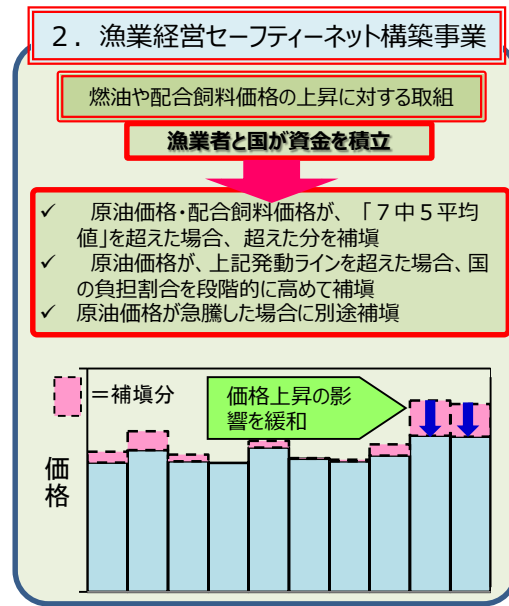 ２．漁業経営セーフティーネット構築事業
燃油や配合飼料価格の上昇に対する取組
漁業者と国が資金を積立
✓ 原油価格・配合飼料価格が、「７中５平均
値」を超えた場合、超えた分を補填
✓ 原油価格が、上記発動ラインを超えた場合、国
の負担割合を段階的に高めて補填
✓ 原油価格が急騰した場合に別途補填
＝補填分
価格上昇の影
響を緩和
価
格